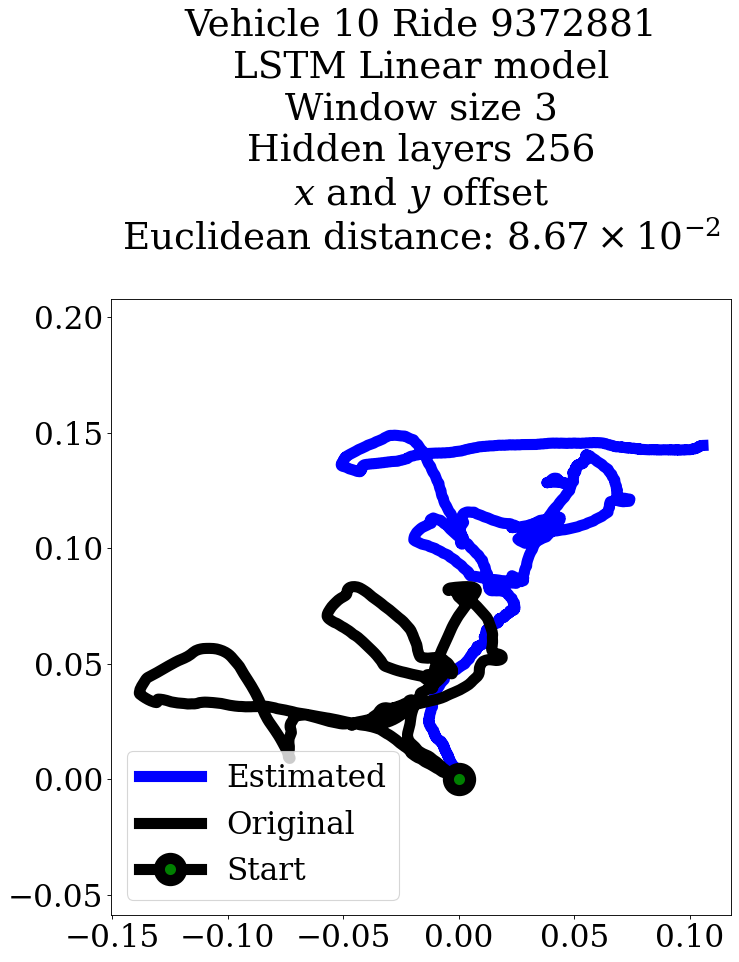 Vehicle 10 Ride 9372881
LSTM Linear model
Window size 3
Hidden layers 256
x and y offset
Euclidean distance: 8.67 × 10⁻²
0.20
0.15
0.10
0.05
0.00
−0.05
Estimated
Original
Start
−0.15 −0.10 −0.05 0.00 0.05 0.10